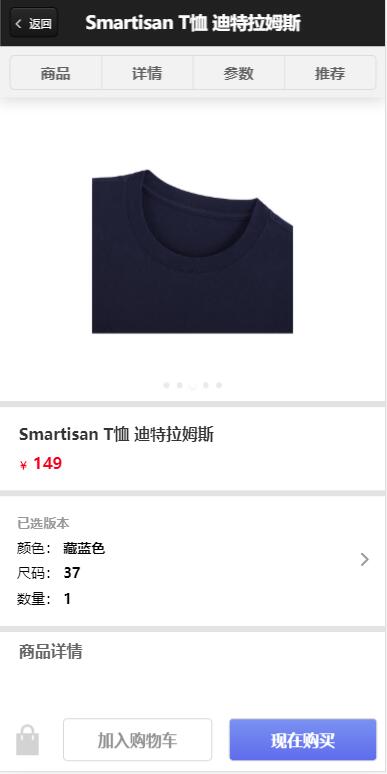 返回
Smartisan T恤 迪特拉姆斯
商品 详情 参数 推荐
Smartisan T恤 迪特拉姆斯
¥ 149
已选版本
颜色： 藏蓝色
尺码： 37
数量： 1
商品详情
加入购物车 现在购买